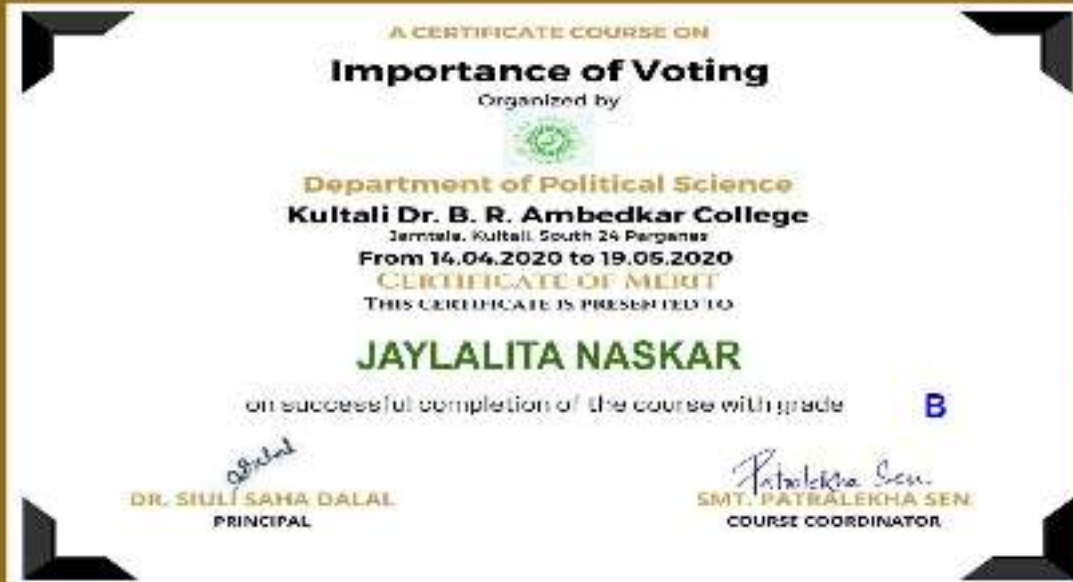 A CERTIFICATE COURSE ON
Importance of Voting
Organized by
Department of Political Science
Kultali Dr. B. R. Ambedkar College
Jamtala, Kultali, South 24 Parganas
From 14.04.2020 to 19.05.2020
CERTIFICATE OF MERIT
THIS CERTIFICATE IS PRESENTED TO
JAYLALITA NASKAR
on successful completion of the course with grade B
Patralekha Sen.
DR. SIULI SAHA DALAL
SMT. PATRALEKHA SEN
PRINCIPAL
COURSE COORDINATOR